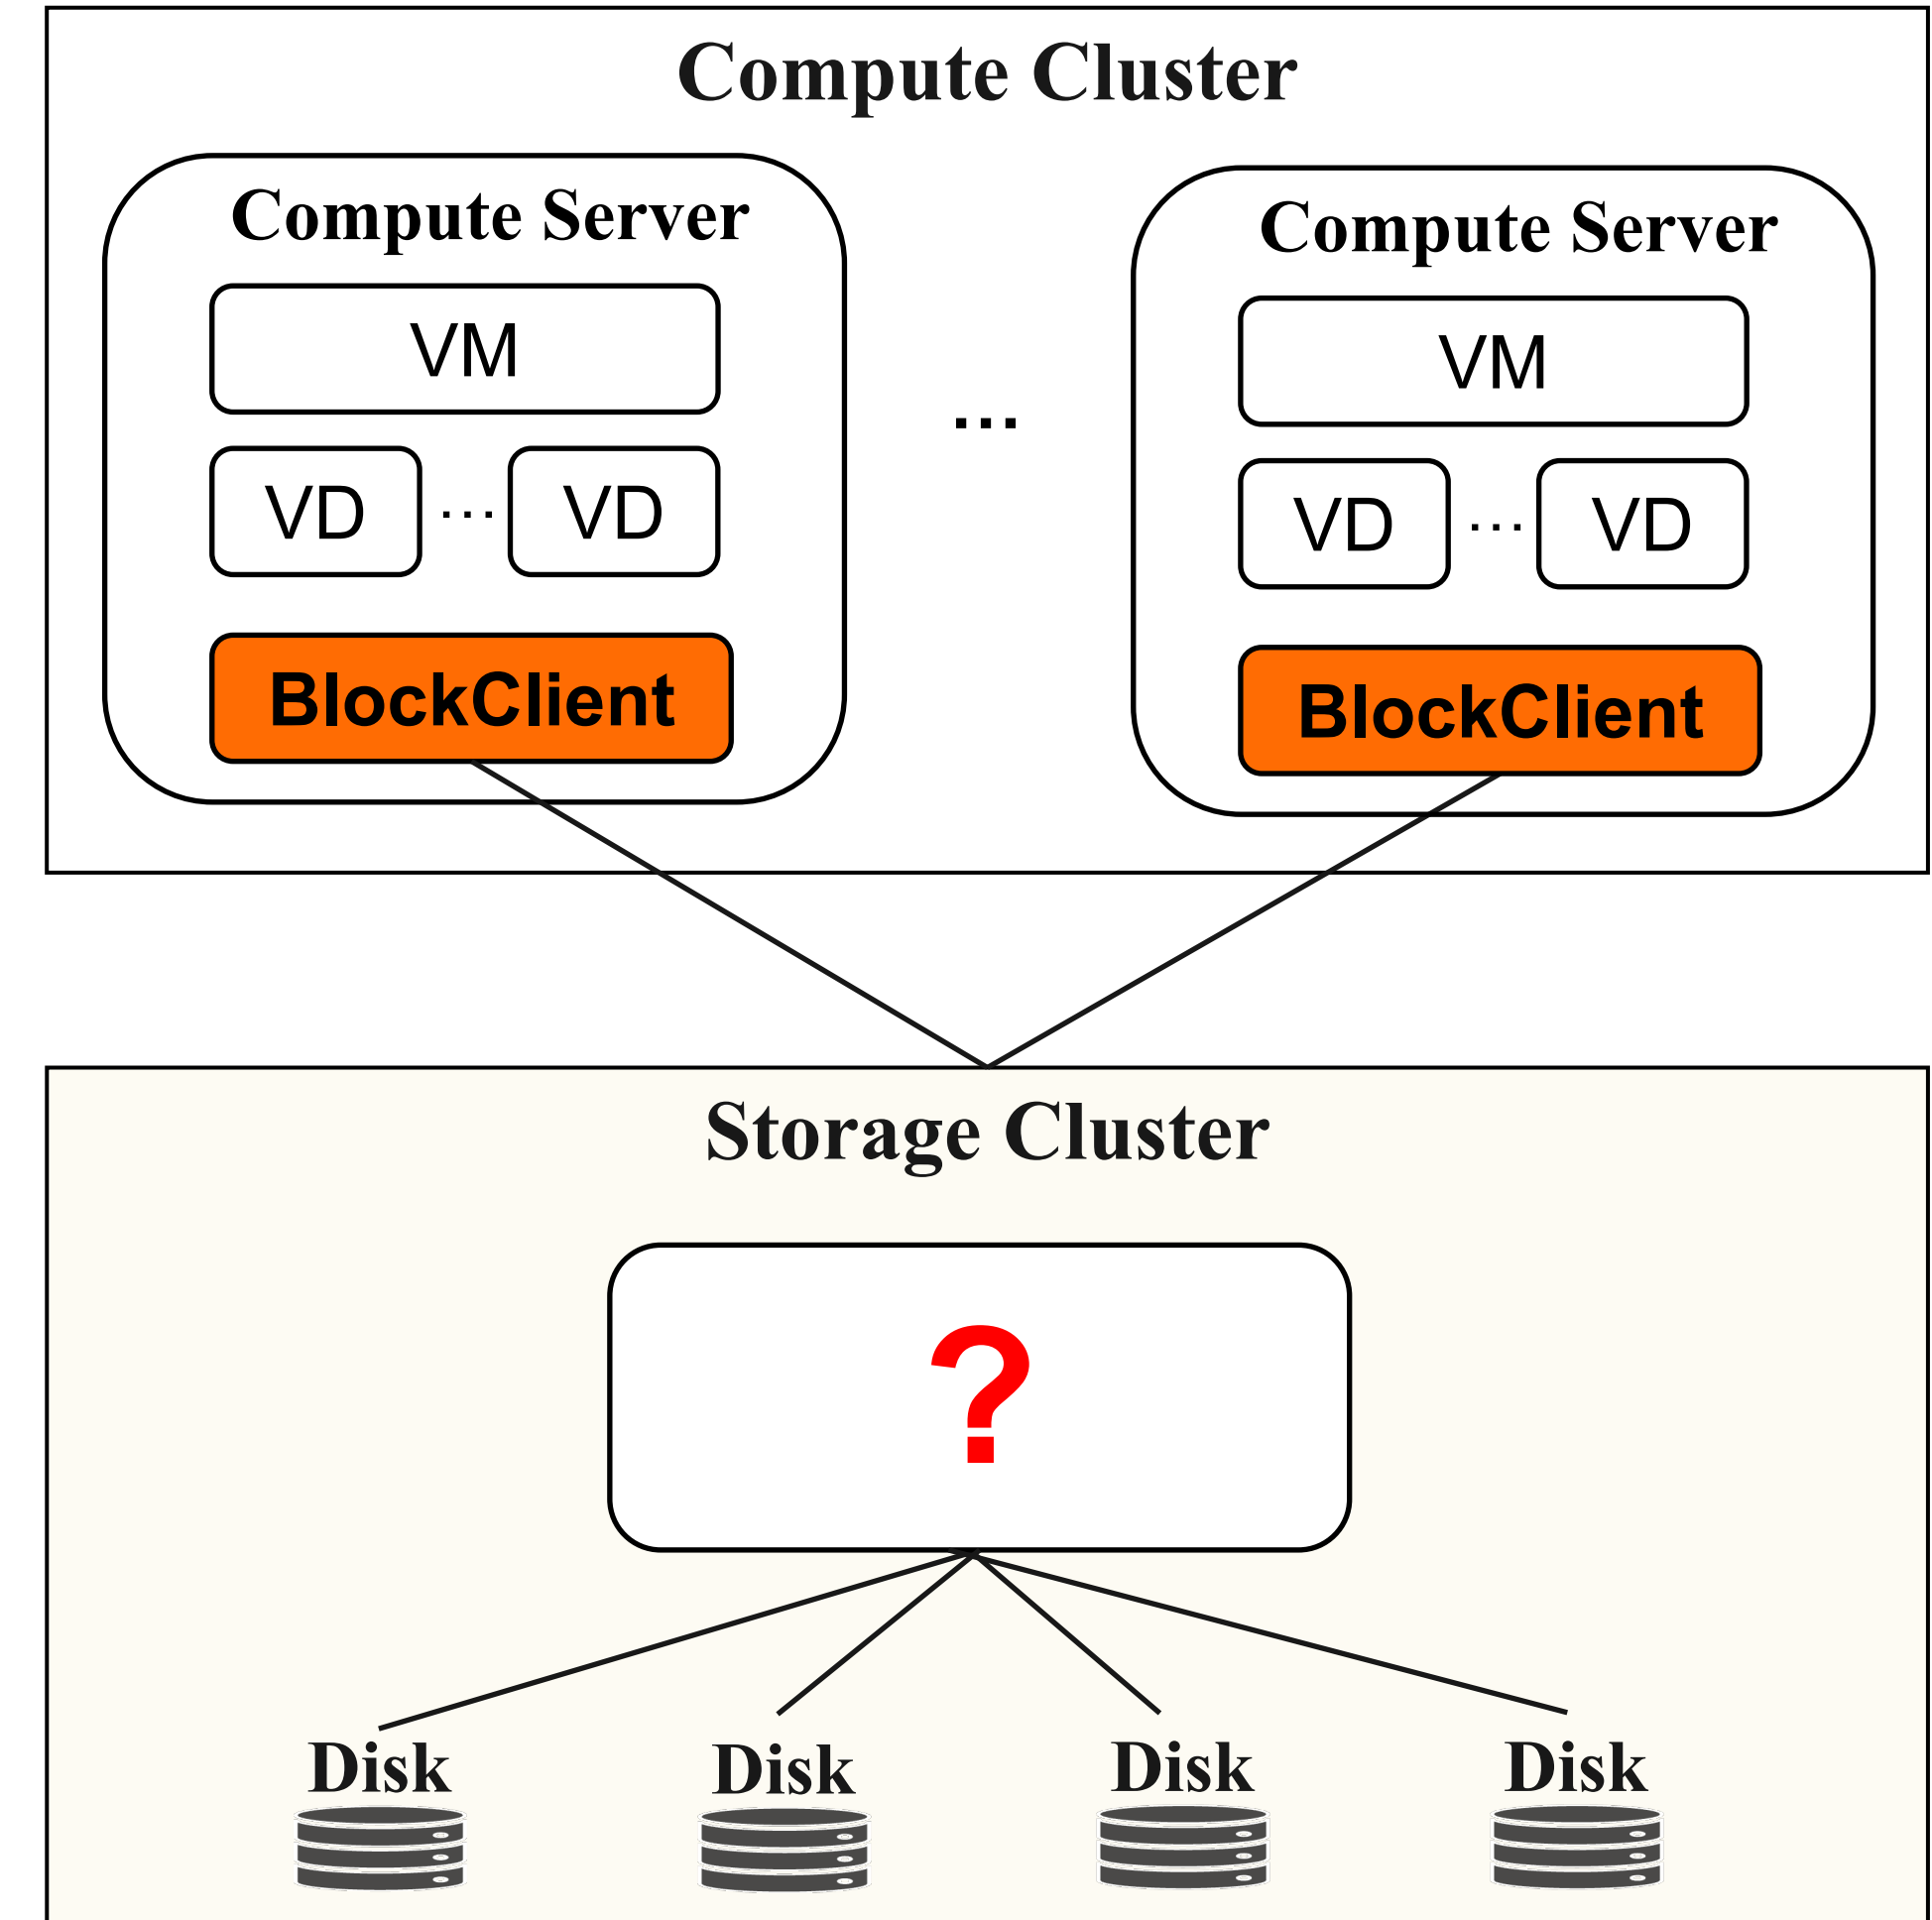 Compute Cluster
Compute Server
VM
VD ... VD
BlockClient
...
Compute Server
VM
VD ... VD
BlockClient
Storage Cluster
?
Disk Disk Disk Disk